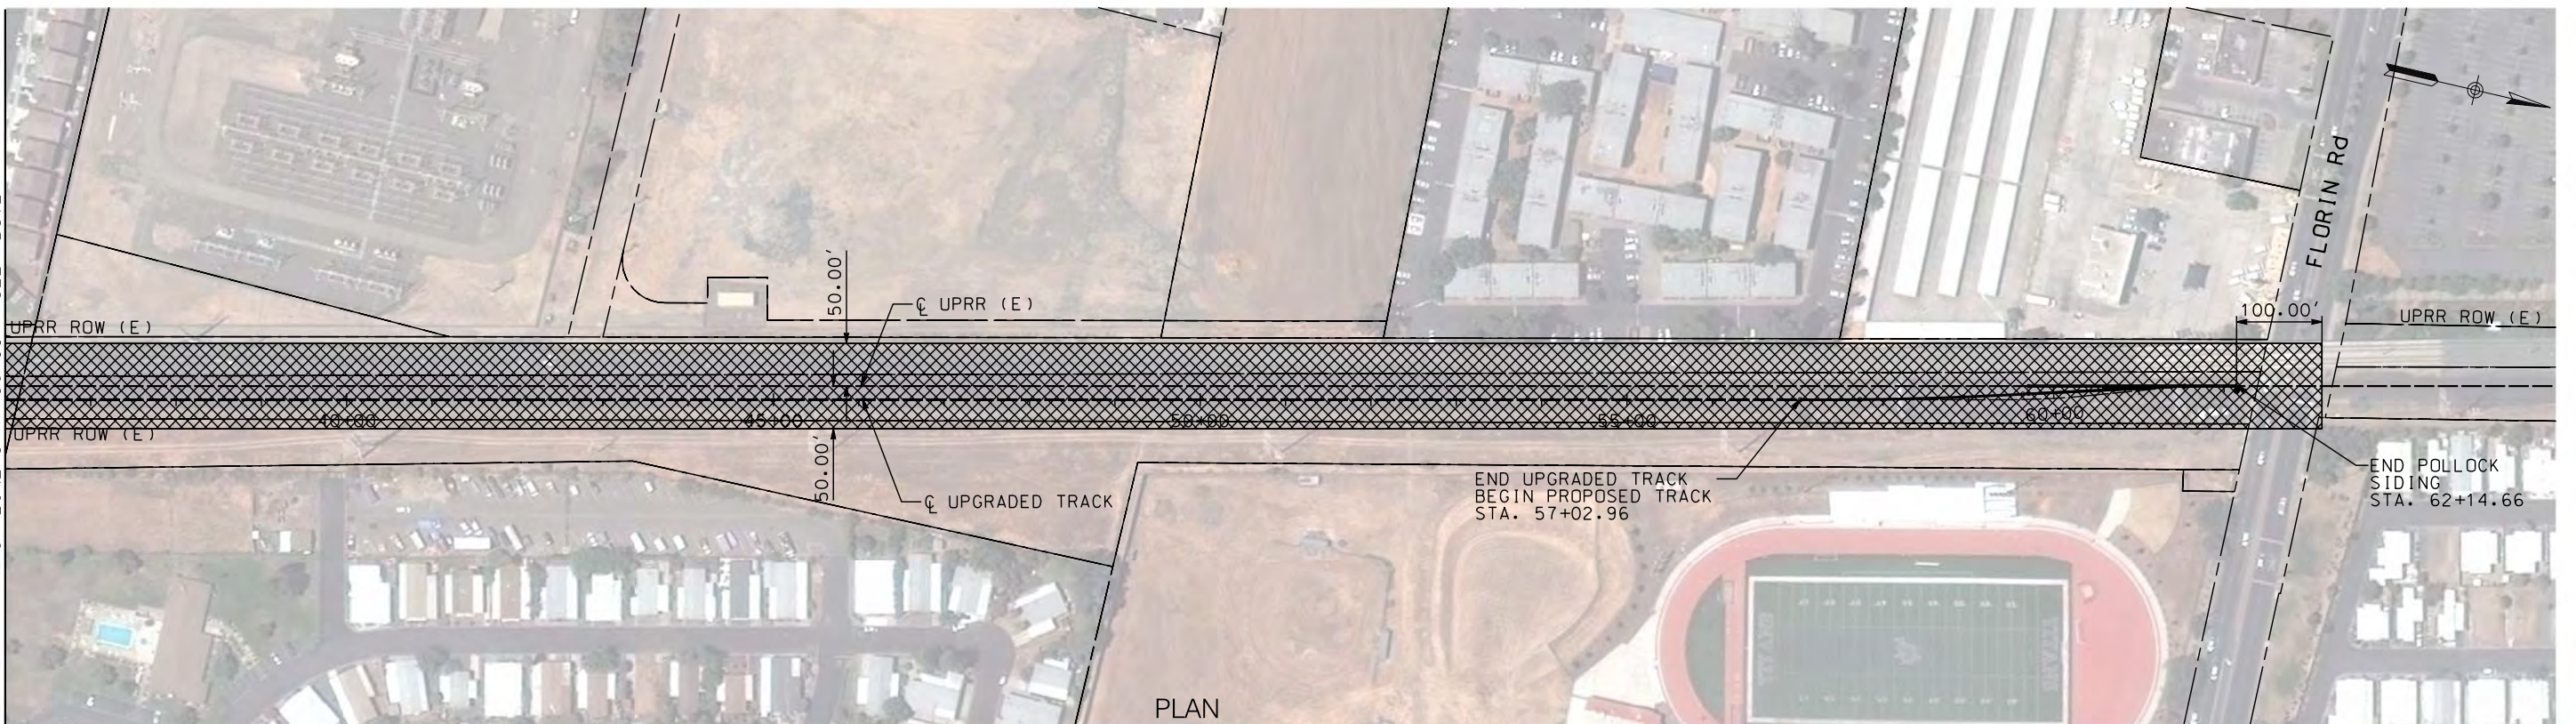 FLORIN Rd
50.00'
℄ UPRR (E)
100.00'
UPRR ROW (E)
UPRR ROW (E)
40+00
45+00
50+00
55+00
60+00
UPRR ROW (E)
50.00'
℄ UPGRADED TRACK
END UPGRADED TRACK
BEGIN PROPOSED TRACK
STA. 57+02.96
END POLLOCK
SIDING
STA. 62+14.66
PLAN